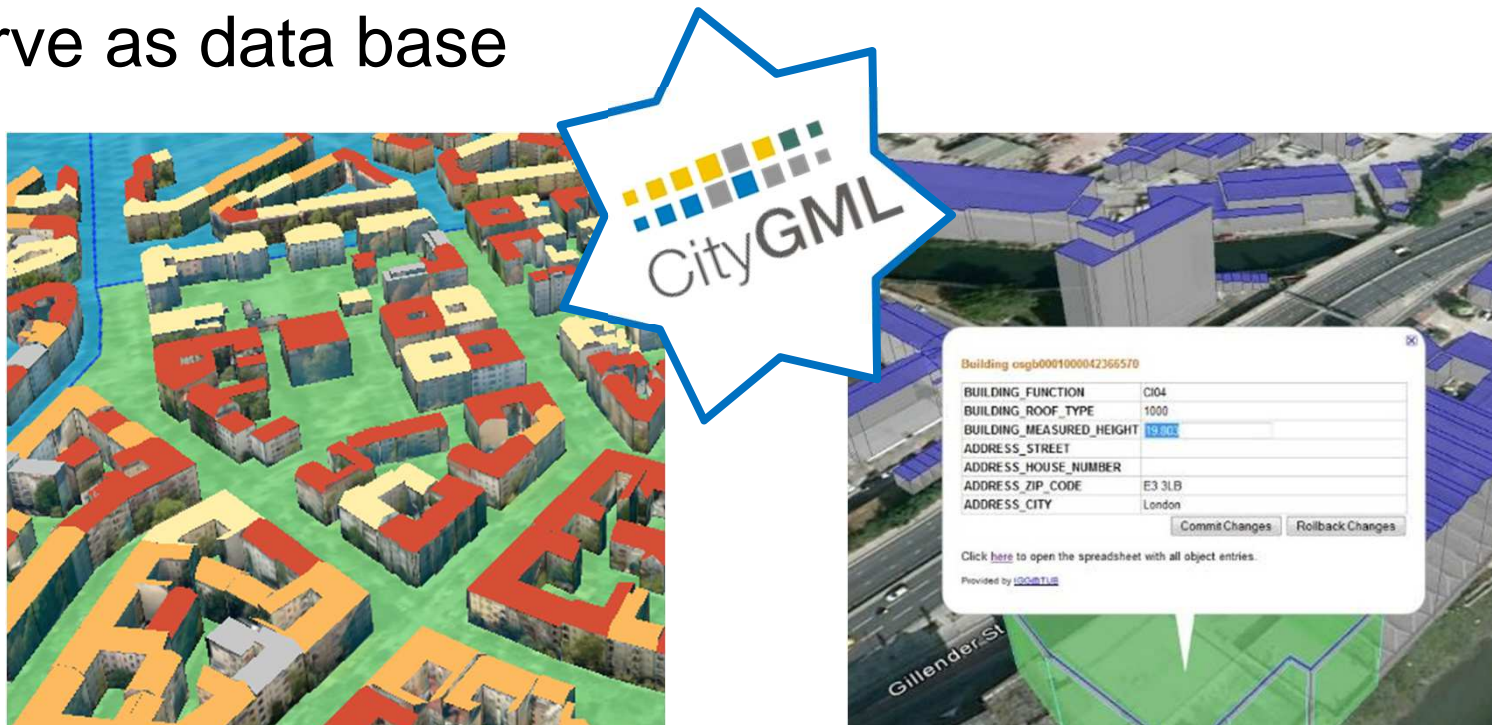 rve as data base
CityGML
Building osgb0001000042366570
BUILDING_FUNCTION CI04
BUILDING_ROOF_TYPE 1000
BUILDING_MEASURED_HEIGHT 19.803
ADDRESS_STREET
ADDRESS_HOUSE_NUMBER
ADDRESS_ZIP_CODE E3 3LB
ADDRESS_CITY London
Commit Changes Rollback Changes
Click here to open the spreadsheet with all object entries.
Provided by IGG@TUB
Gillender St